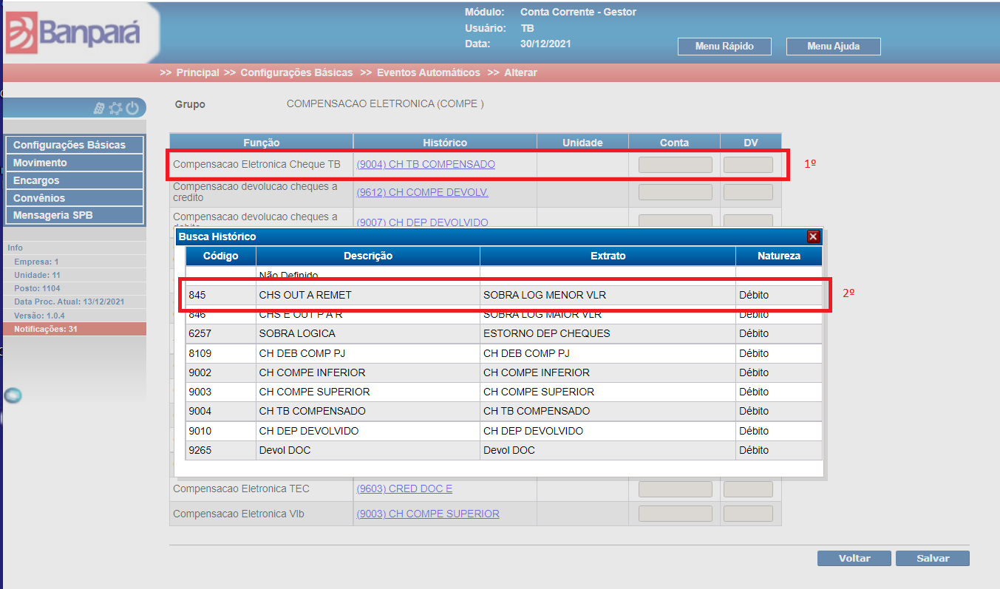 Banpará
Módulo: Conta Corrente - Gestor
Usuário: TB
Data: 30/12/2021
Menu Rápido Menu Ajuda
>> Principal >> Configurações Básicas >> Eventos Automáticos >> Alterar
Configurações Básicas
Movimento
Encargos
Convênios
Mensageria SPB
Info
Empresa: 1
Unidade: 11
Posto: 1104
Data Proc. Atual: 13/12/2021
Versão: 1.0.4
Notificações: 31
Grupo COMPENSACAO ELETRONICA (COMPE )
Função Histórico Unidade Conta DV
Compensacao Eletronica Cheque TB (9004) CH TB COMPENSADO 1º
Compensacao devolucao cheques a
credito (9612) CH COMPE DEVOLV.
Compensacao devolucao cheques a
debito (9007) CH DEP DEVOLVIDO
Busca Histórico
Código Descrição Extrato Natureza
Não Definido
845 CHS OUT A REMET SOBRA LOG MENOR VLR Débito 2º
846 CHS E OUT P A R SOBRA LOG MAIOR VLR Débito
6257 SOBRA LOGICA ESTORNO DEP CHEQUES Débito
8109 CH DEB COMP PJ CH DEB COMP PJ Débito
9002 CH COMPE INFERIOR CH COMPE INFERIOR Débito
9003 CH COMPE SUPERIOR CH COMPE SUPERIOR Débito
9004 CH TB COMPENSADO CH TB COMPENSADO Débito
9010 CH DEP DEVOLVIDO CH DEP DEVOLVIDO Débito
9265 Devol DOC Devol DOC Débito
Compensacao Eletronica TEC (9603) CRED DOC E
Compensacao Eletronica Vlb (9003) CH COMPE SUPERIOR
Voltar Salvar